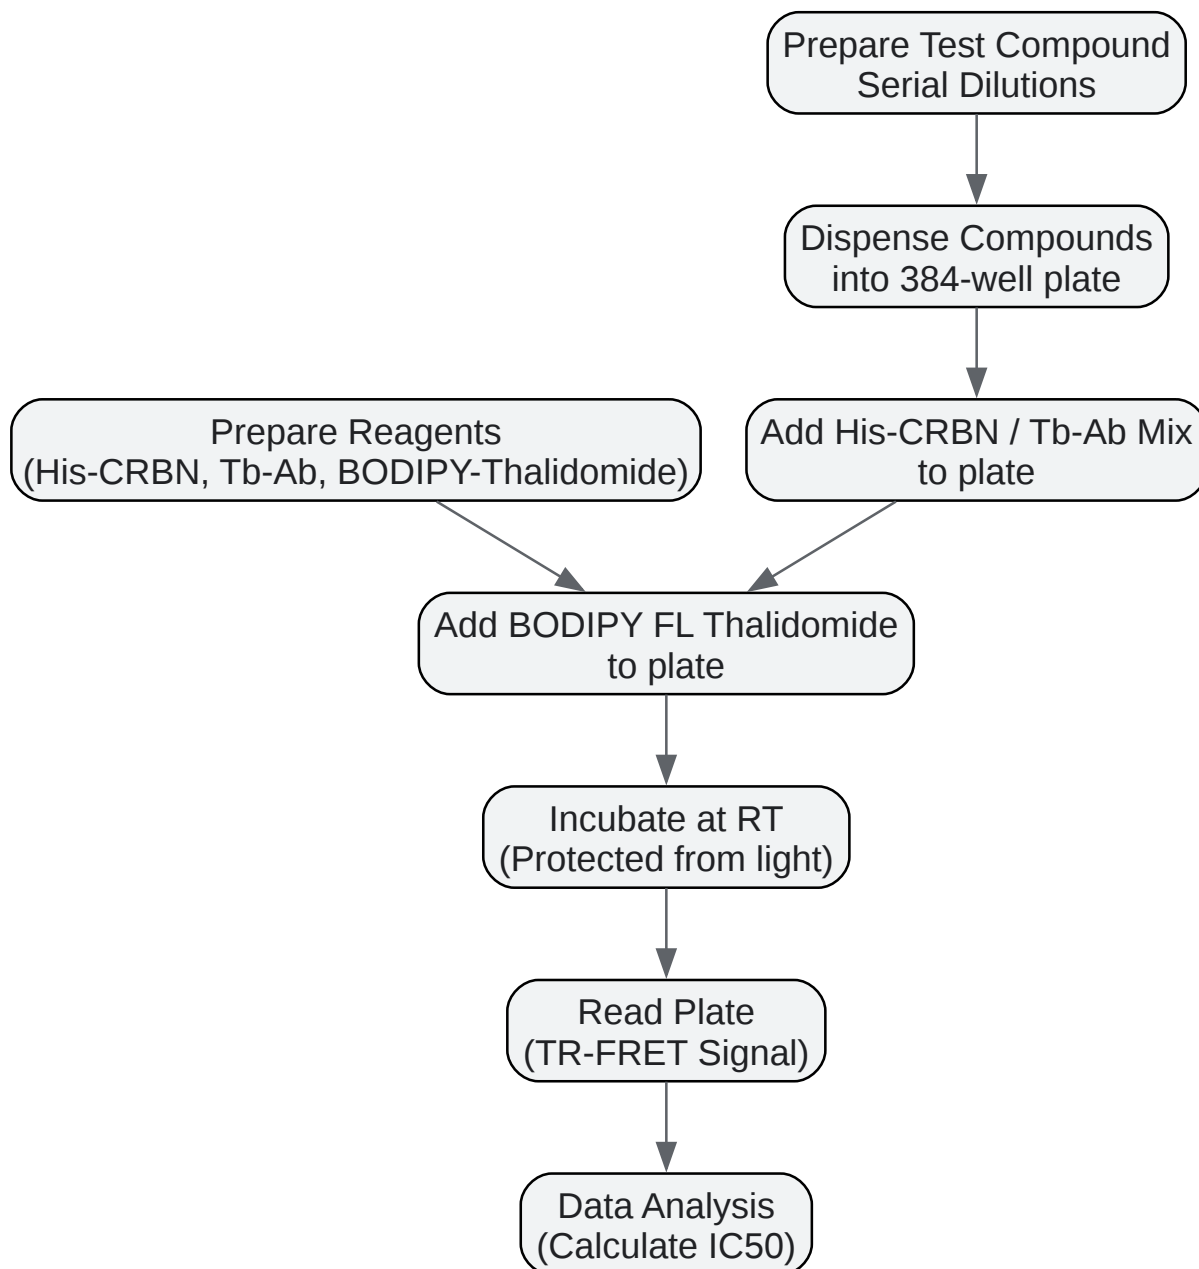 Prepare Test Compound
Serial Dilutions
Dispense Compounds
into 384-well plate
Prepare Reagents
(His-CRBN, Tb-Ab, BODIPY-Thalidomide)
Add His-CRBN / Tb-Ab Mix
to plate
Add BODIPY FL Thalidomide
to plate
Incubate at RT
(Protected from light)
Read Plate
(TR-FRET Signal)
Data Analysis
(Calculate IC50)